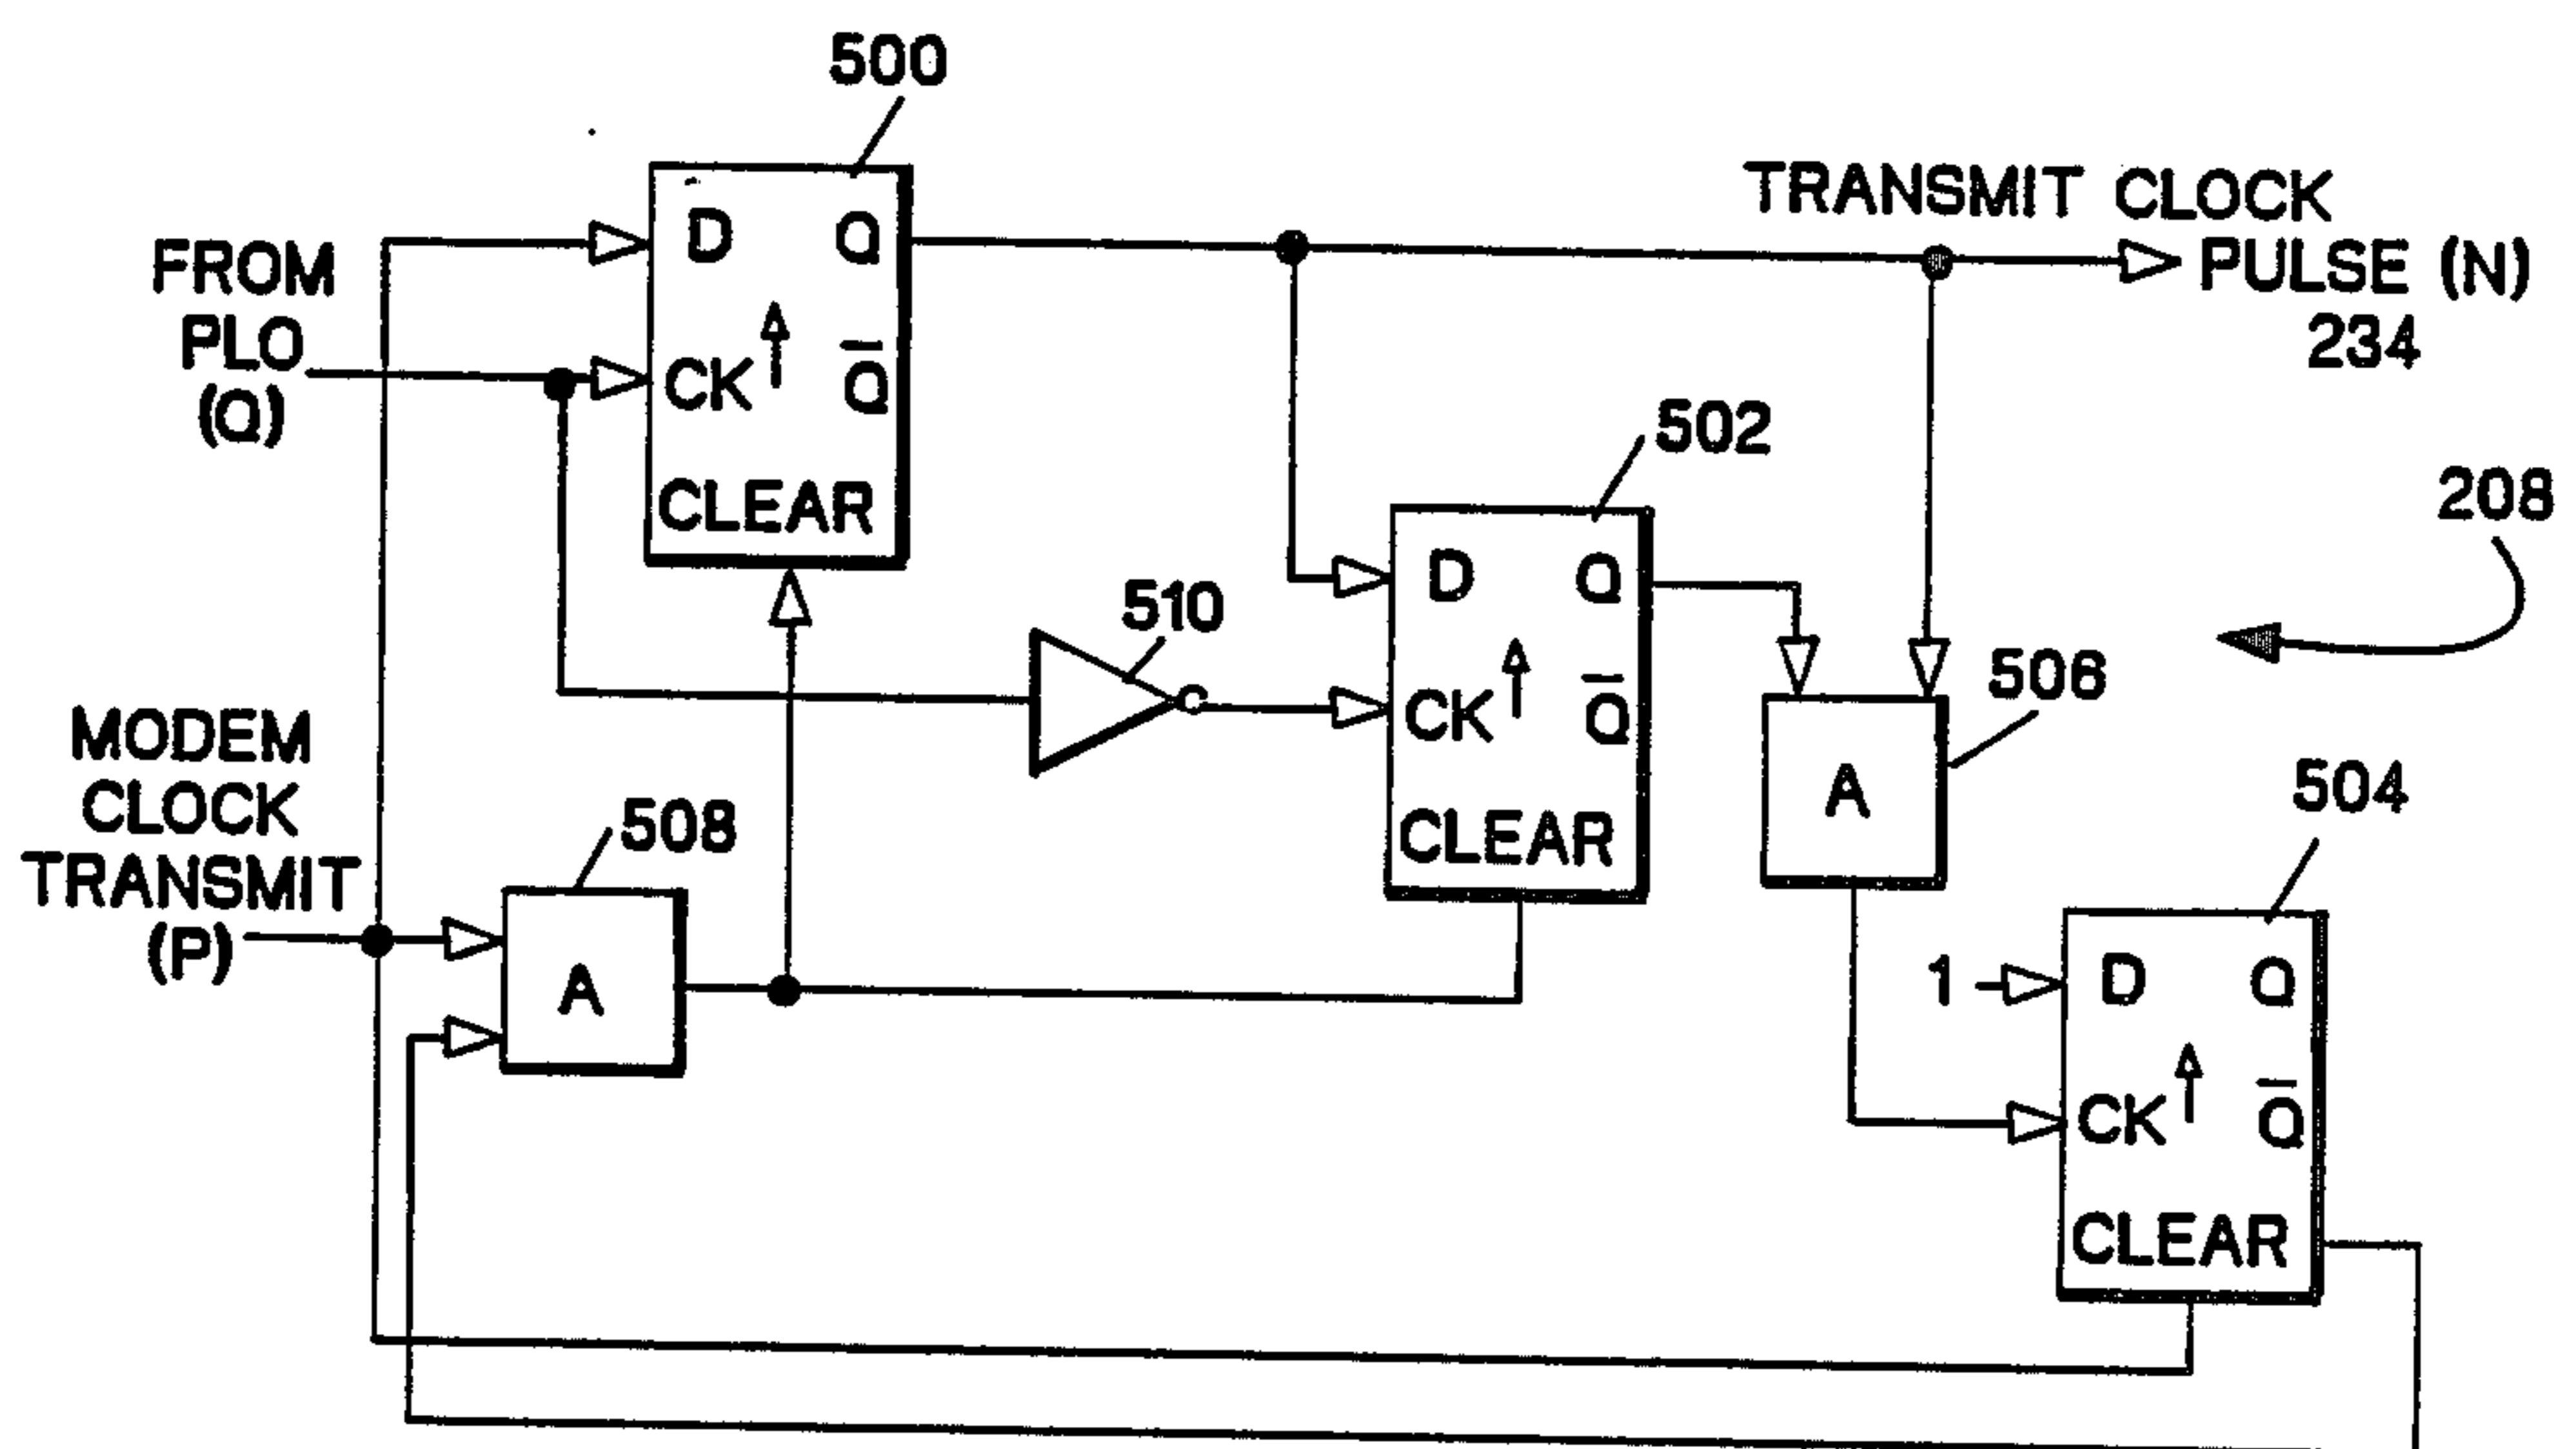 500
TRANSMIT CLOCK
PULSE (N)
234
FROM
PLO
(Q)
D Q
CK Q̅
CLEAR
502
208
510
D Q
CK Q̅
CLEAR
506
A
504
MODEM
CLOCK
TRANSMIT
(P)
508
A
1
D Q
CK Q̅
CLEAR